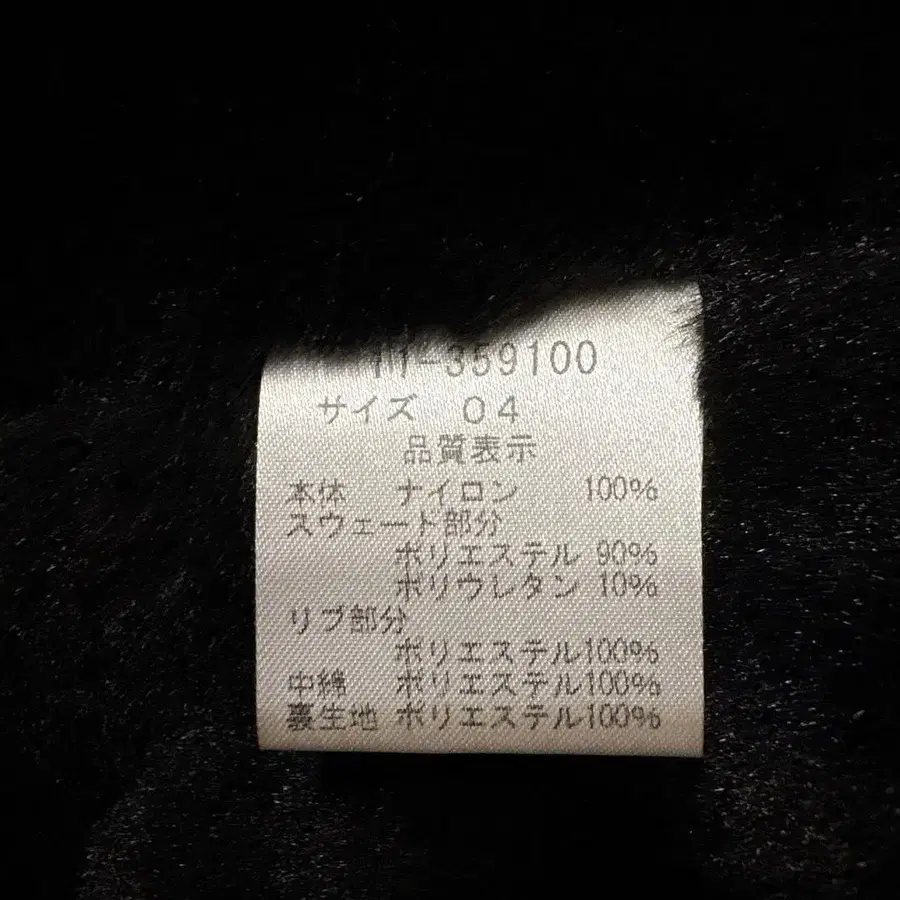 11-359100
サイズ 04
品質表示
本体 ナイロン 100%
スウェード部分
ポリエステル 90%
ポリウレタン 10%
リブ部分
ポリエステル100%
中綿 ポリエステル100%
裏生地 ポリエステル100%